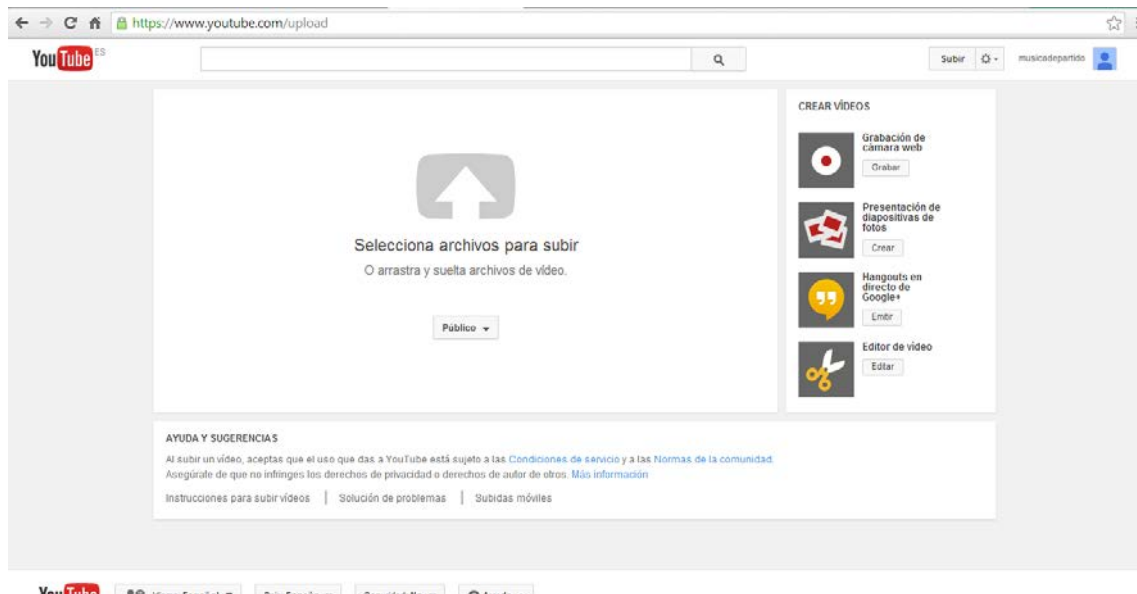 https://www.youtube.com/upload
YouTube ES
Subir
musicadepartido
Selecciona archivos para subir
O arrastra y suelta archivos de vídeo.
Público
CREAR VÍDEOS
Grabación de
cámara web
Grabar
Presentación de
diapositivas de
fotos
Crear
Hangouts en
directo de
Google+
Emitir
Editor de vídeo
Editar
AYUDA Y SUGERENCIAS
Al subir un vídeo, aceptas que el uso que das a YouTube está sujeto a las Condiciones de servicio y a las Normas de la comunidad.
Asegúrate de que no infringes los derechos de privacidad o derechos de autor de otros. Más información
Instrucciones para subir vídeos | Solución de problemas | Subidas móviles
YouTube